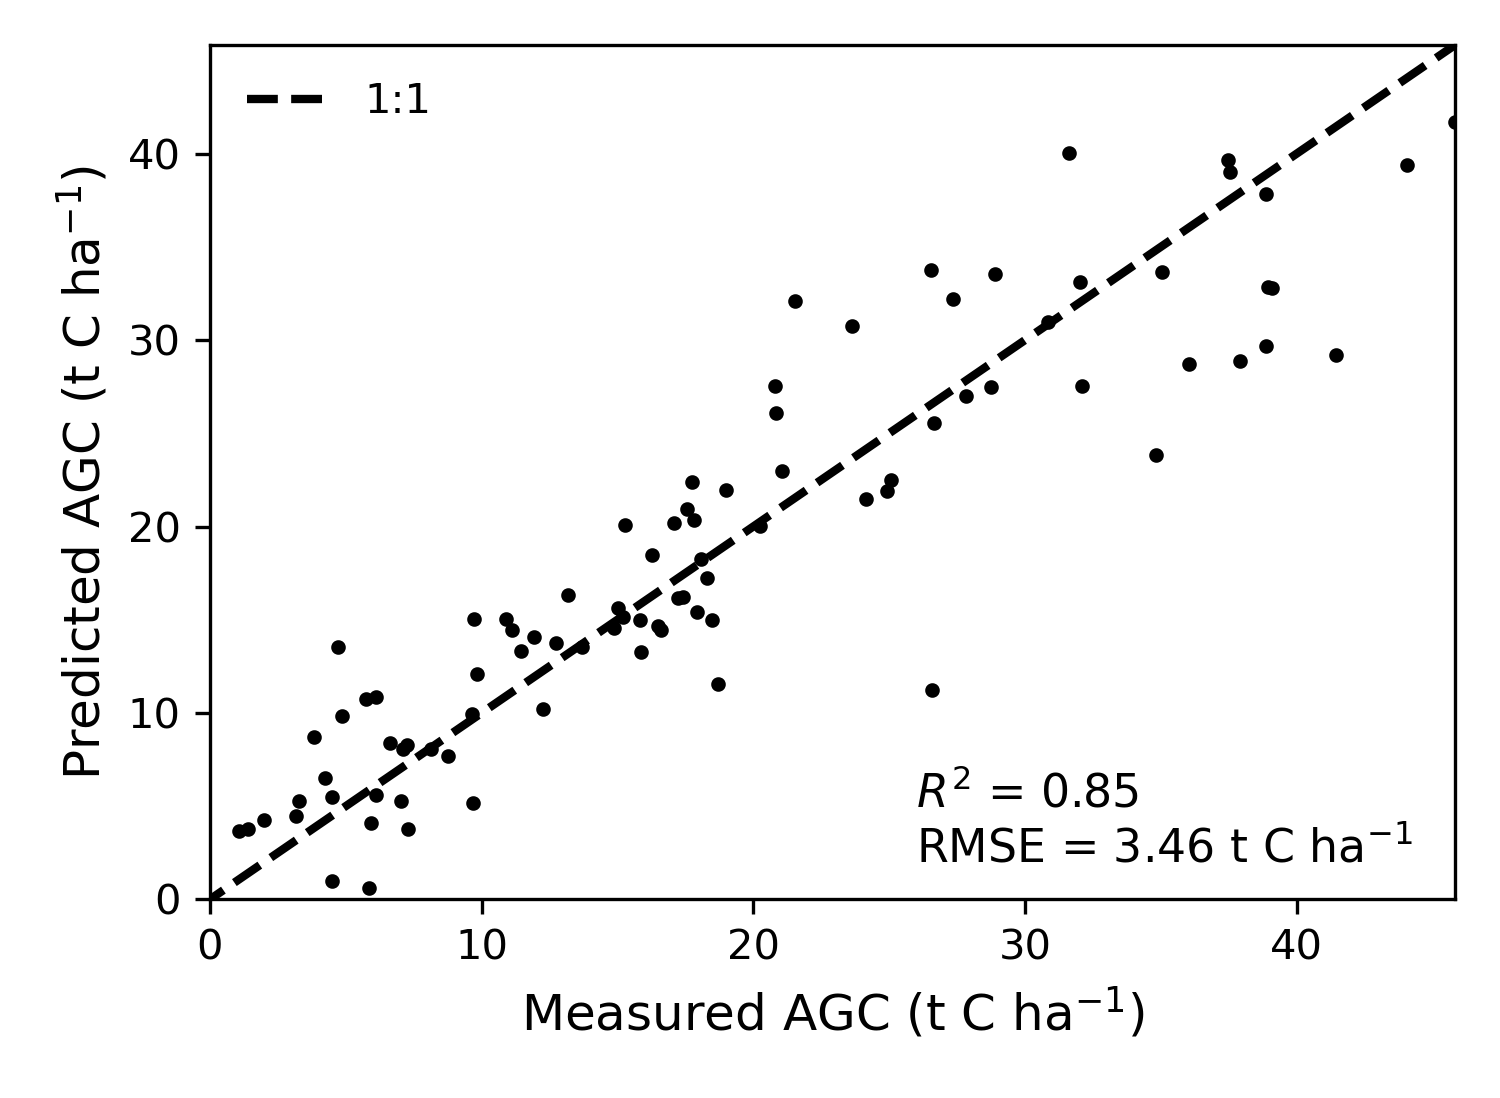 1:1
Predicted AGC (t C ha⁻¹)
40
30
20
10
0
R² = 0.85
RMSE = 3.46 t C ha⁻¹
0 10 20 30 40
Measured AGC (t C ha⁻¹)